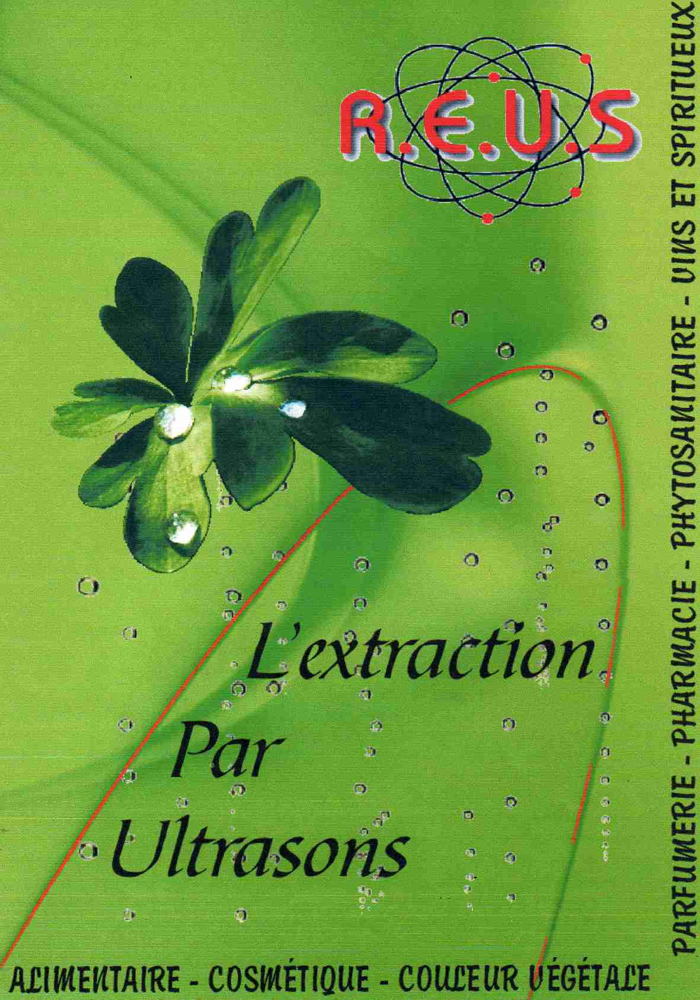 R.E.U.S
L'extraction
Par
Ultrasons
ALIMENTAIRE - COSMÉTIQUE - COULEUR VÉGÉTALE
PARFUMERIE - PHARMACIE - PHYTOSANITAIRE - VINS ET SPIRITUEUX